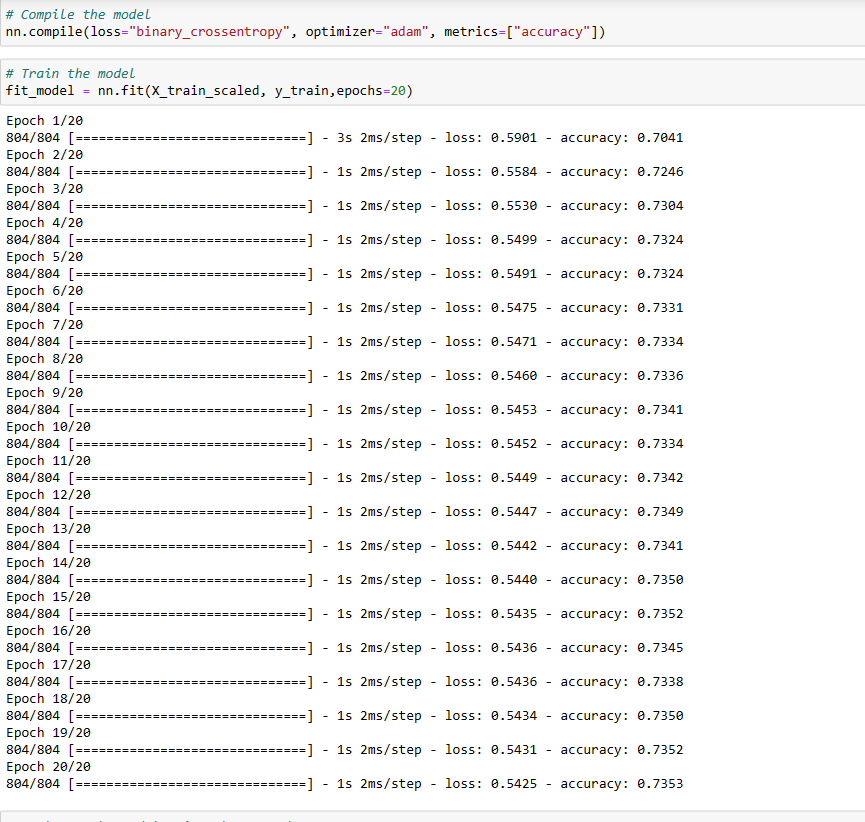 # Compile the model
nn.compile(loss="binary_crossentropy", optimizer="adam", metrics=["accuracy"])
# Train the model
fit_model = nn.fit(X_train_scaled, y_train,epochs=20)
Epoch 1/20
804/804 [==============================] - 3s 2ms/step - loss: 0.5901 - accuracy: 0.7041
Epoch 2/20
804/804 [==============================] - 1s 2ms/step - loss: 0.5584 - accuracy: 0.7246
Epoch 3/20
804/804 [==============================] - 1s 2ms/step - loss: 0.5530 - accuracy: 0.7304
Epoch 4/20
804/804 [==============================] - 1s 2ms/step - loss: 0.5499 - accuracy: 0.7324
Epoch 5/20
804/804 [==============================] - 1s 2ms/step - loss: 0.5491 - accuracy: 0.7324
Epoch 6/20
804/804 [==============================] - 1s 2ms/step - loss: 0.5475 - accuracy: 0.7331
Epoch 7/20
804/804 [==============================] - 1s 2ms/step - loss: 0.5471 - accuracy: 0.7334
Epoch 8/20
804/804 [==============================] - 1s 2ms/step - loss: 0.5460 - accuracy: 0.7336
Epoch 9/20
804/804 [==============================] - 1s 2ms/step - loss: 0.5453 - accuracy: 0.7341
Epoch 10/20
804/804 [==============================] - 1s 2ms/step - loss: 0.5452 - accuracy: 0.7334
Epoch 11/20
804/804 [==============================] - 1s 2ms/step - loss: 0.5449 - accuracy: 0.7342
Epoch 12/20
804/804 [==============================] - 1s 2ms/step - loss: 0.5447 - accuracy: 0.7349
Epoch 13/20
804/804 [==============================] - 1s 2ms/step - loss: 0.5442 - accuracy: 0.7341
Epoch 14/20
804/804 [==============================] - 1s 2ms/step - loss: 0.5440 - accuracy: 0.7350
Epoch 15/20
804/804 [==============================] - 1s 2ms/step - loss: 0.5435 - accuracy: 0.7352
Epoch 16/20
804/804 [==============================] - 1s 2ms/step - loss: 0.5436 - accuracy: 0.7345
Epoch 17/20
804/804 [==============================] - 1s 2ms/step - loss: 0.5436 - accuracy: 0.7338
Epoch 18/20
804/804 [==============================] - 1s 2ms/step - loss: 0.5434 - accuracy: 0.7350
Epoch 19/20
804/804 [==============================] - 1s 2ms/step - loss: 0.5431 - accuracy: 0.7352
Epoch 20/20
804/804 [==============================] - 1s 2ms/step - loss: 0.5425 - accuracy: 0.7353